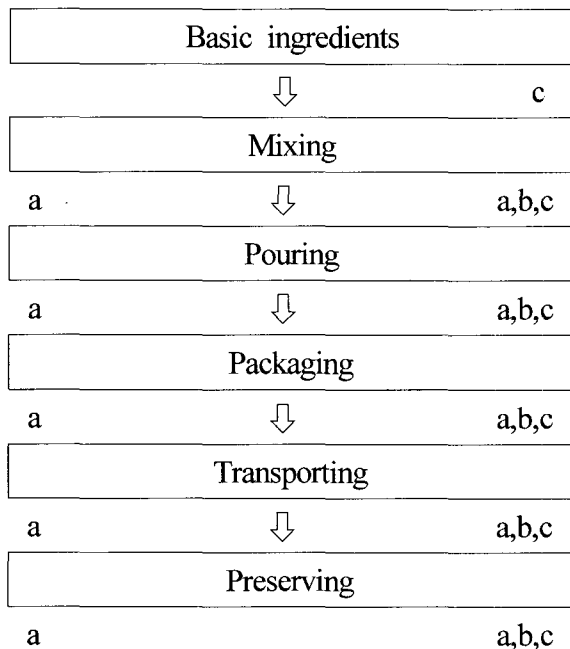 Basic ingredients
c
Mixing
a a,b,c
Pouring
a a,b,c
Packaging
a a,b,c
Transporting
a a,b,c
Preserving
a a,b,c